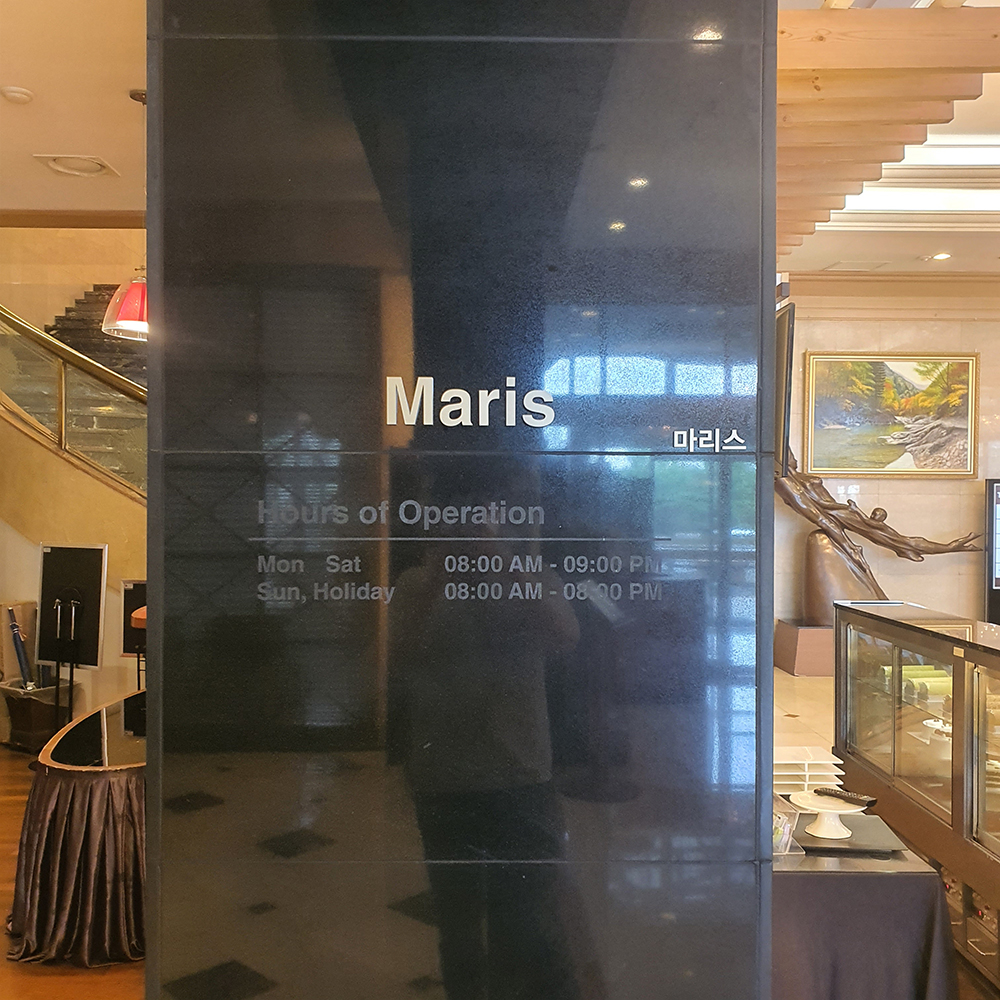 Maris
마리스
Hours of Operation
Mon Sat 08:00 AM - 09:00 PM
Sun, Holiday 08:00 AM - 08:00 PM